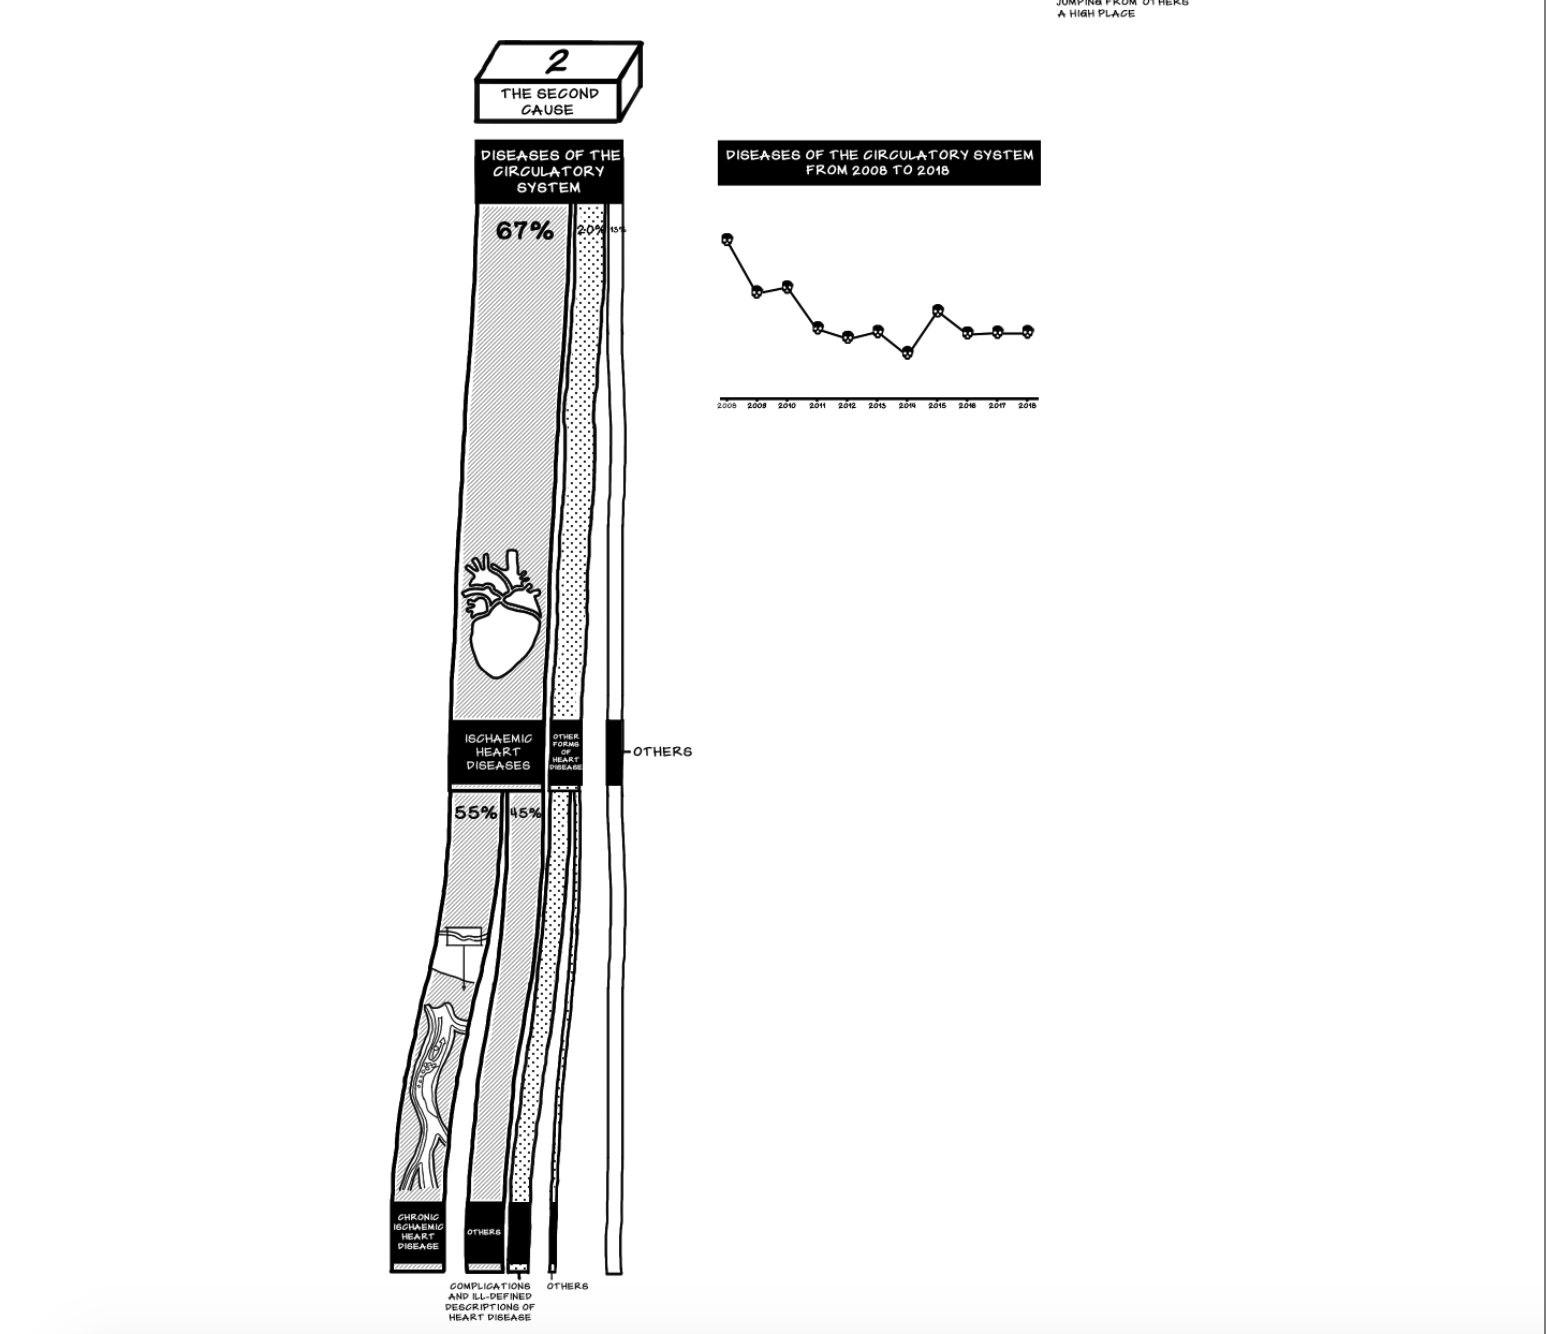 JUMPING FROM OTHERS
A HIGH PLACE
2
THE SECOND
CAUSE
DISEASES OF THE
CIRCULATORY
SYSTEM
67%
20%
13%
DISEASES OF THE CIRCULATORY SYSTEM
FROM 2008 TO 2018
2008 2009 2010 2011 2012 2013 2014 2015 2016 2017 2018
ISCHAEMIC
HEART
DISEASES
OTHER
FORMS
OF
HEART
DISEASE
OTHERS
55%
45%
CHRONIC
ISCHAEMIC
HEART
DISEASE
OTHERS
COMPLICATIONS
AND ILL-DEFINED
DESCRIPTIONS OF
HEART DISEASE
OTHERS